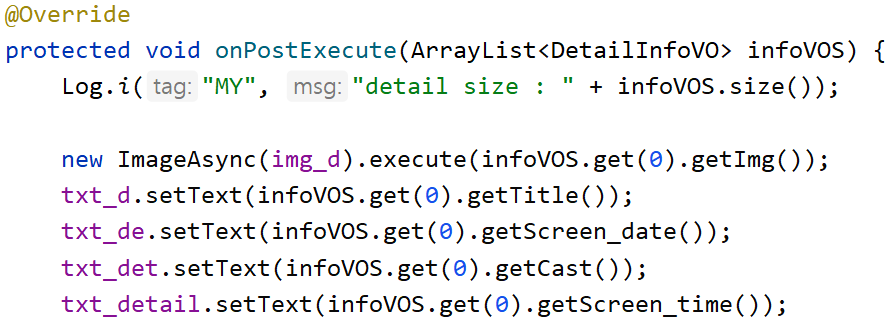 @Override
protected void onPostExecute(ArrayList<DetailInfoVO> infoVOS) {
Log.i( tag: "MY", msg: "detail size : " + infoVOS.size());
new ImageAsync(img_d).execute(infoVOS.get(0).getImg());
txt_d.setText(infoVOS.get(0).getTitle());
txt_de.setText(infoVOS.get(0).getScreen_date());
txt_det.setText(infoVOS.get(0).getCast());
txt_detail.setText(infoVOS.get(0).getScreen_time());